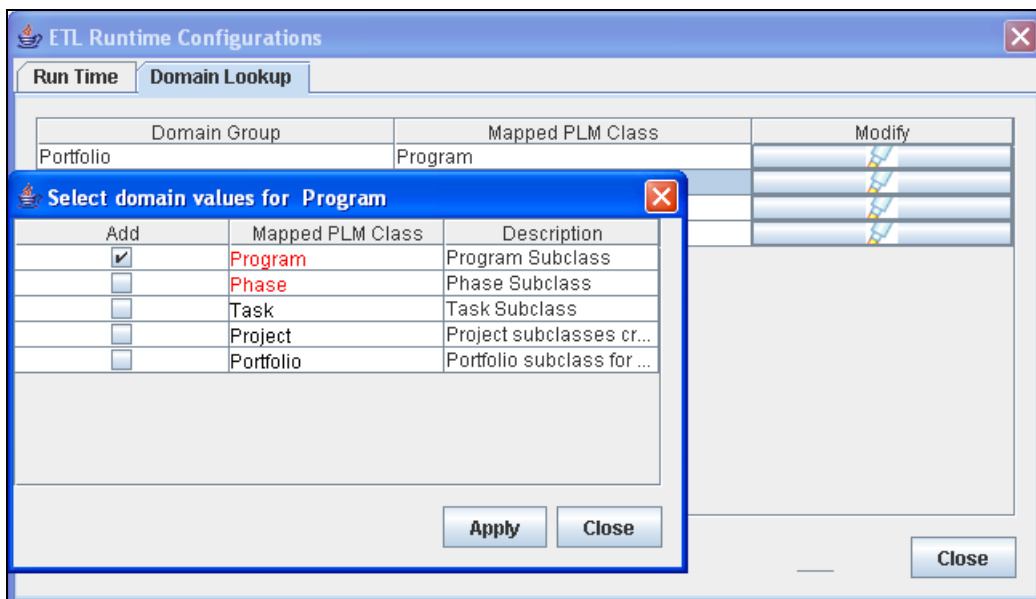 ETL Runtime Configurations
Run Time Domain Lookup
Domain Group Mapped PLM Class Modify
Portfolio Program
Select domain values for Program
Add Mapped PLM Class Description
Program Program Subclass
Phase Phase Subclass
Task Task Subclass
Project Project subclasses cr...
Portfolio Portfolio subclass for ...
Apply Close
Close